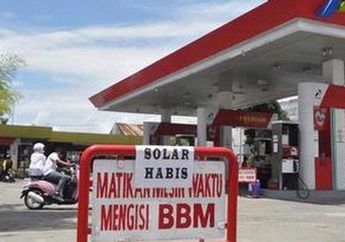 SOLAR
HABIS
MATIKAN MESIN WAKTU
MENGISI BBM